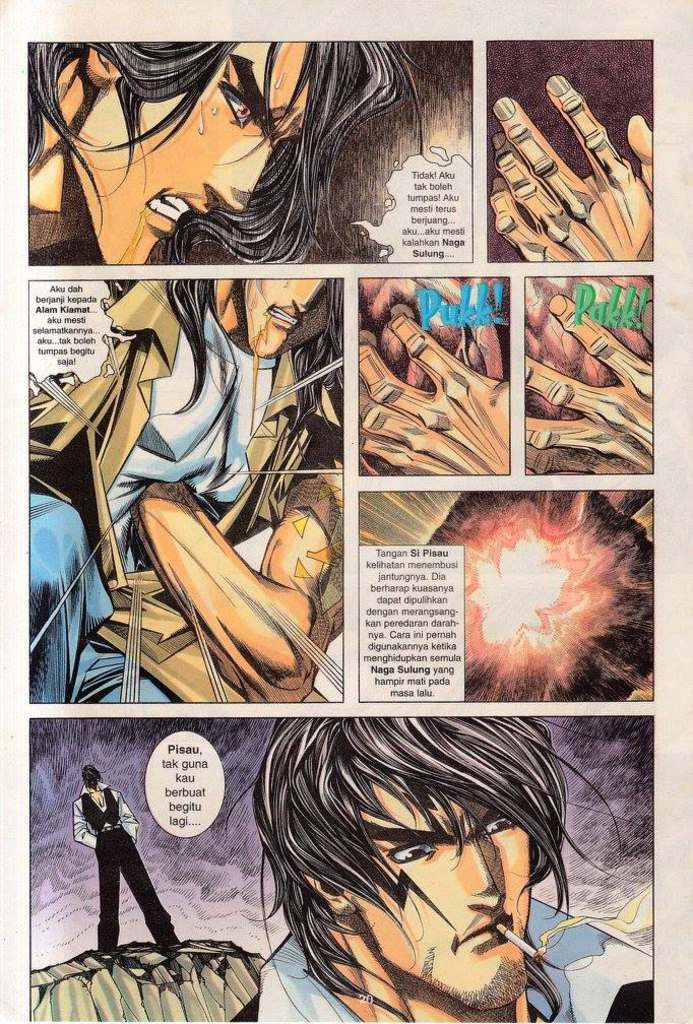 Tidak! Aku
tak boleh
tumpas! Aku
mesti terus
berjuang...
aku...aku mesti
kalahkan Naga
Sulung....
Aku dah
berjanji kepada
Alam Kiamat...
aku mesti
selamatkannya...
aku...tak boleh
tumpas begitu
saja!
Pukk!
Pukk!
Tangan Si Pisau
kelihatan menembusi
jantungnya. Dia
berharap kuasanya
dapat dipulihkan
dengan merangsang-
kan peredaran darah-
nya. Cara ini pernah
digunakannya ketika
menghidupkan semula
Naga Sulung yang
hampir mati pada
masa lalu.
Pisau,
tak guna
kau
berbuat
begitu
lagi....
20